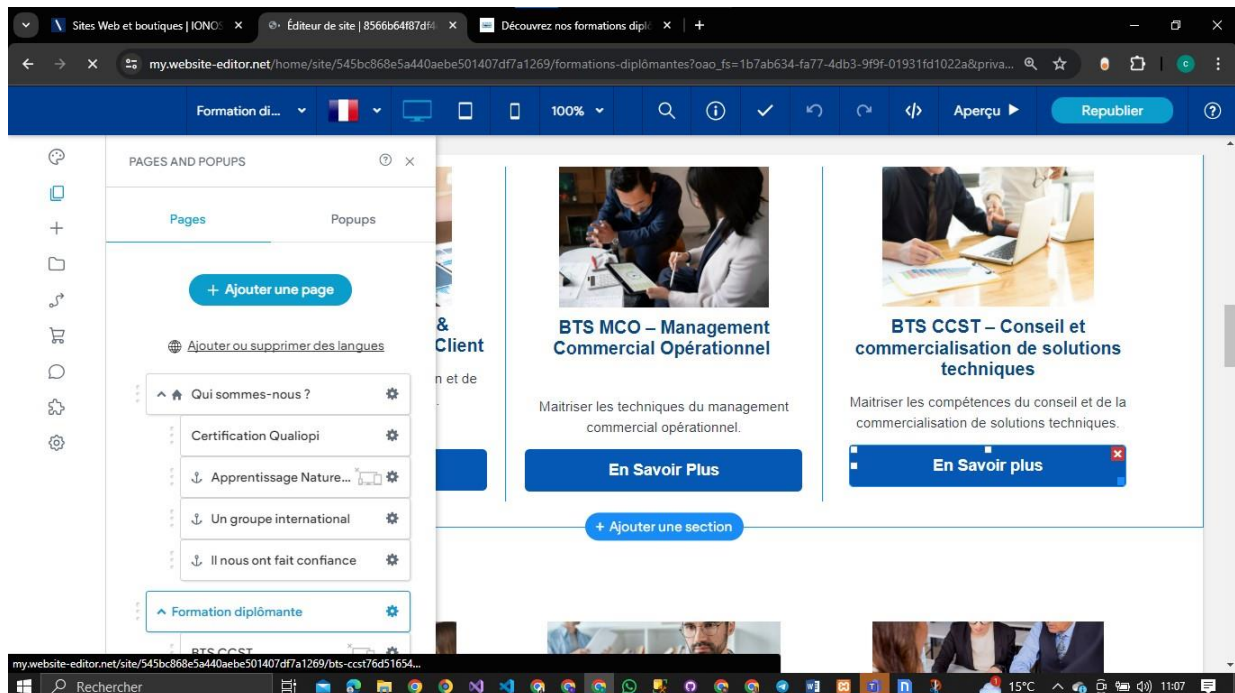 Sites Web et boutiques | IONOS
Éditeur de site | 8566b64f87df4
Découvrez nos formations diplô
my.website-editor.net/home/site/545bc868e5a440aebe501407df7a1269/formations-diplômantes?oao_fs=1b7ab634-fa77-4db3-9f9f-01931fd1022a&priva...
Formation di...
100%
Aperçu
Republier
PAGES AND POPUPS
Pages
Popups
+ Ajouter une page
Ajouter ou supprimer des langues
Qui sommes-nous ?
Certification Qualiopi
Apprentissage Nature...
Un groupe international
Il nous ont fait confiance
Formation diplômante
BTS CCST
&
Client
n et de
BTS MCO – Management
Commercial Opérationnel
Maitriser les techniques du management
commercial opérationnel.
En Savoir Plus
BTS CCST – Conseil et
commercialisation de solutions
techniques
Maitriser les compétences du conseil et de la
commercialisation de solutions techniques.
En Savoir plus
+ Ajouter une section
my.website-editor.net/site/545bc868e5a440aebe501407df7a1269/bts-ccst76d51654...
Rechercher
15°C
11:07